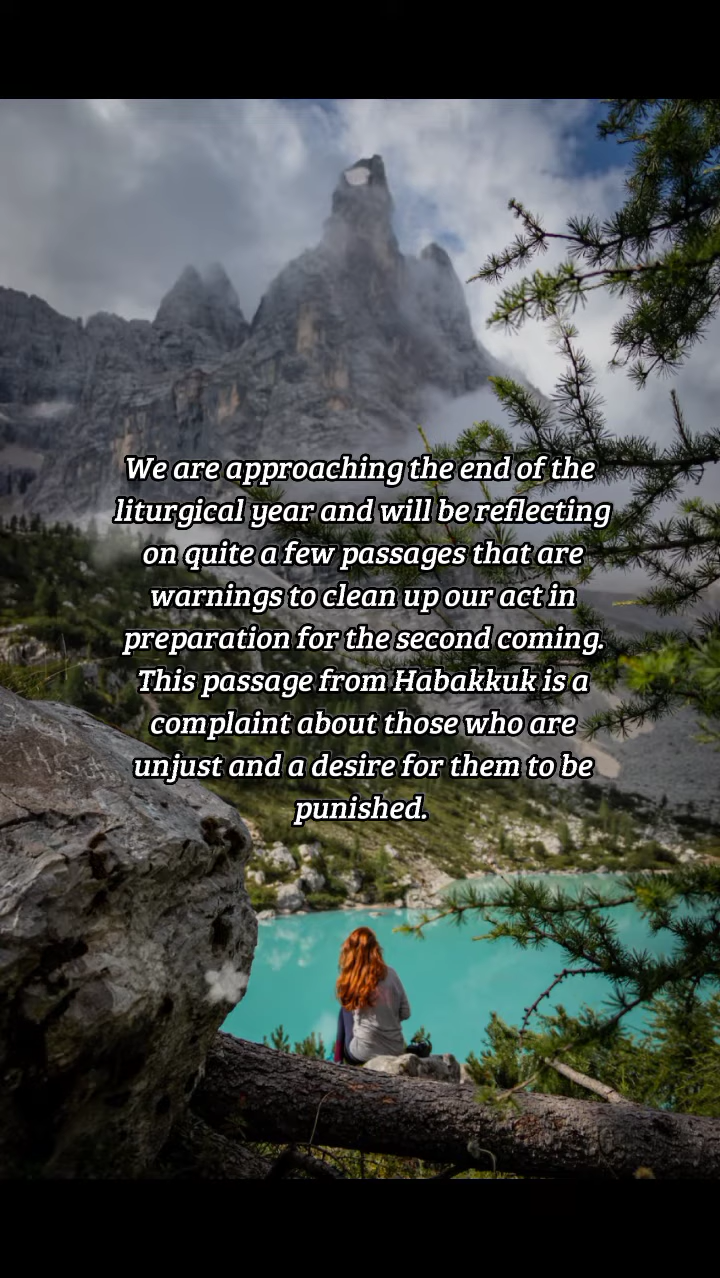 We are approaching the end of the
liturgical year and will be reflecting
on quite a few passages that are
warnings to clean up our act in
preparation for the second coming.
This passage from Habakkuk is a
complaint about those who are
unjust and a desire for them to be
punished.